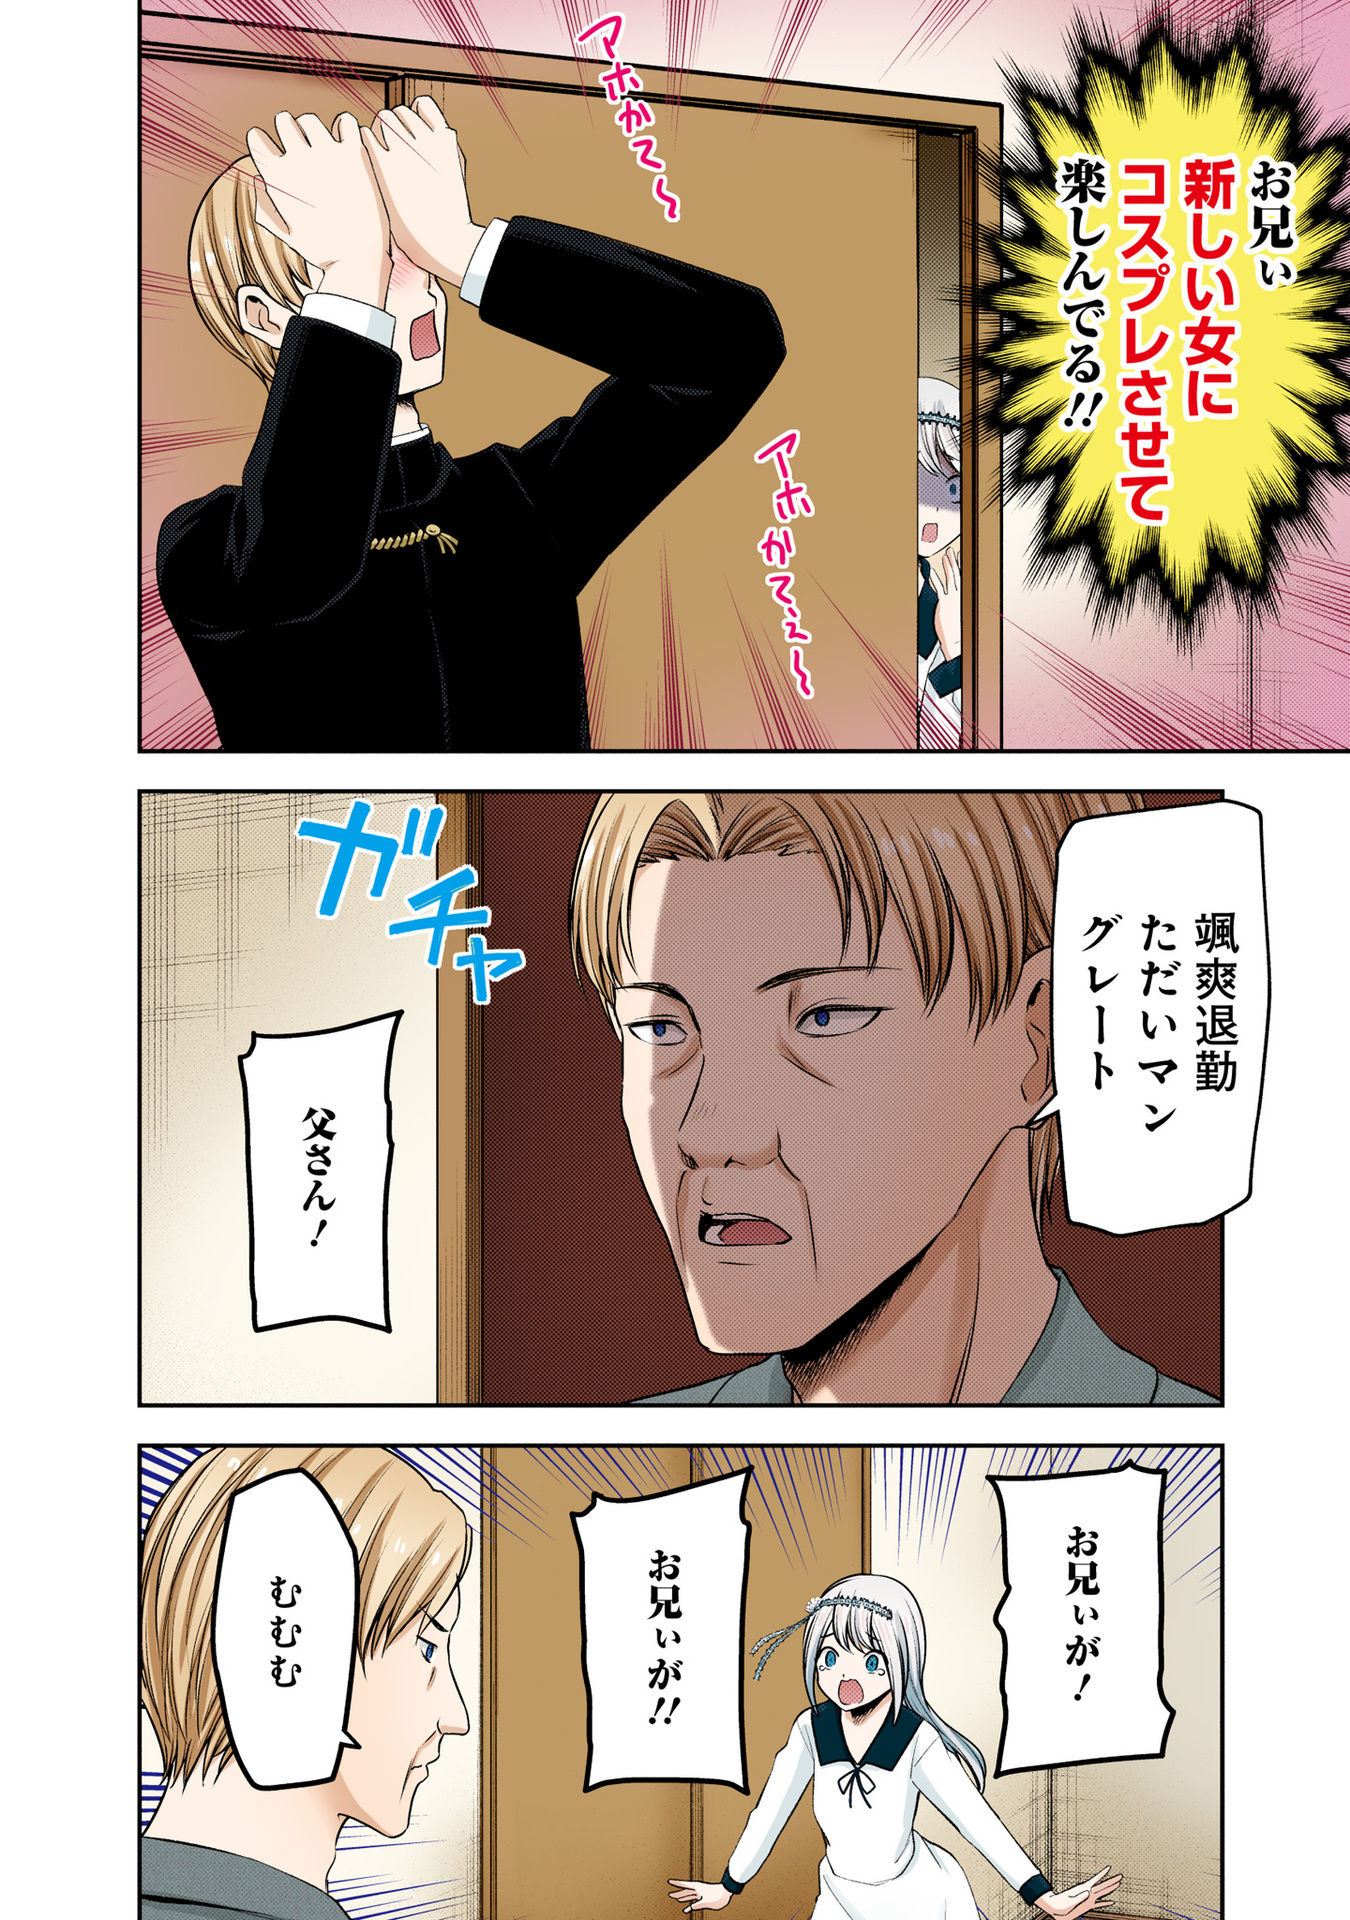 お兄ぃ
新しい女に
コスプレさせて
楽しんでる!!
アホかて〜
アホかてぇ〜
颯爽退勤
ただいマン
グレート
ガチャ
父さん!
お兄ぃが!
お兄ぃが!!
むむむ